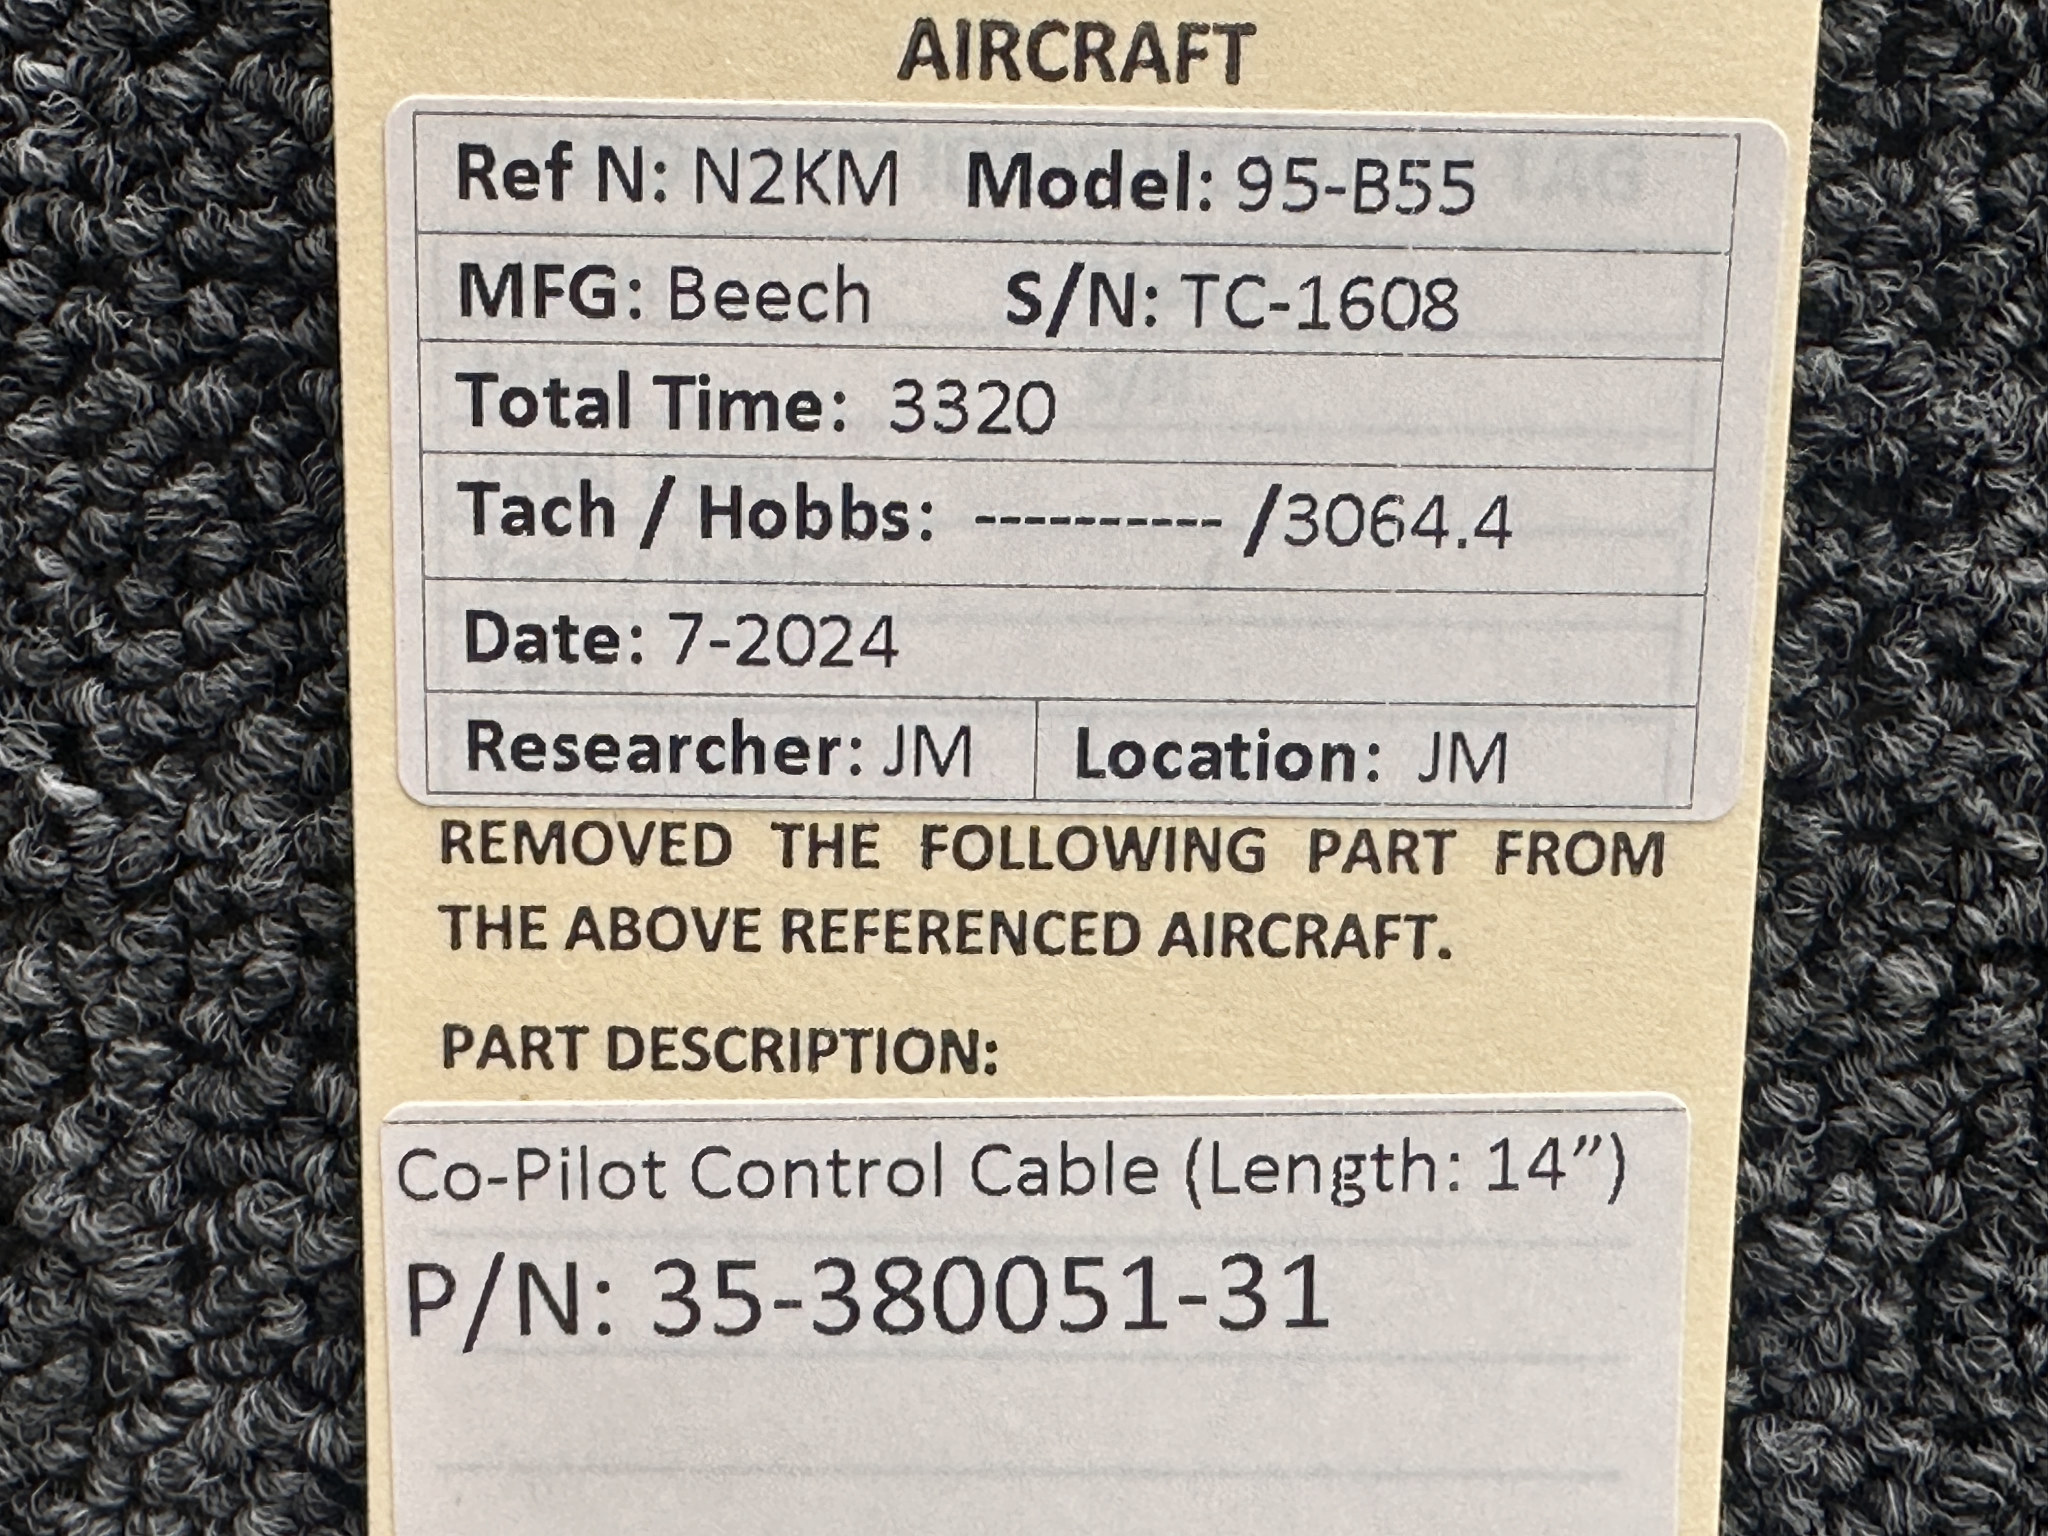 AIRCRAFT
Ref N: N2KM Model: 95-B55
MFG: Beech S/N: TC-1608
Total Time: 3320
Tach / Hobbs: ---------- /3064.4
Date: 7-2024
Researcher: JM Location: JM
REMOVED THE FOLLOWING PART FROM
THE ABOVE REFERENCED AIRCRAFT.
PART DESCRIPTION:
Co-Pilot Control Cable (Length: 14”)
P/N: 35-380051-31